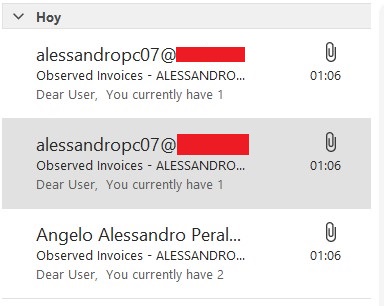 Hoy
alessandropc07@
Observed Invoices - ALESSANDRO...
01:06
Dear User, You currently have 1
alessandropc07@
Observed Invoices - ALESSANDRO...
01:06
Dear User, You currently have 1
Angelo Alessandro Peral...
Observed Invoices - ALESSANDRO...
01:06
Dear User, You currently have 2